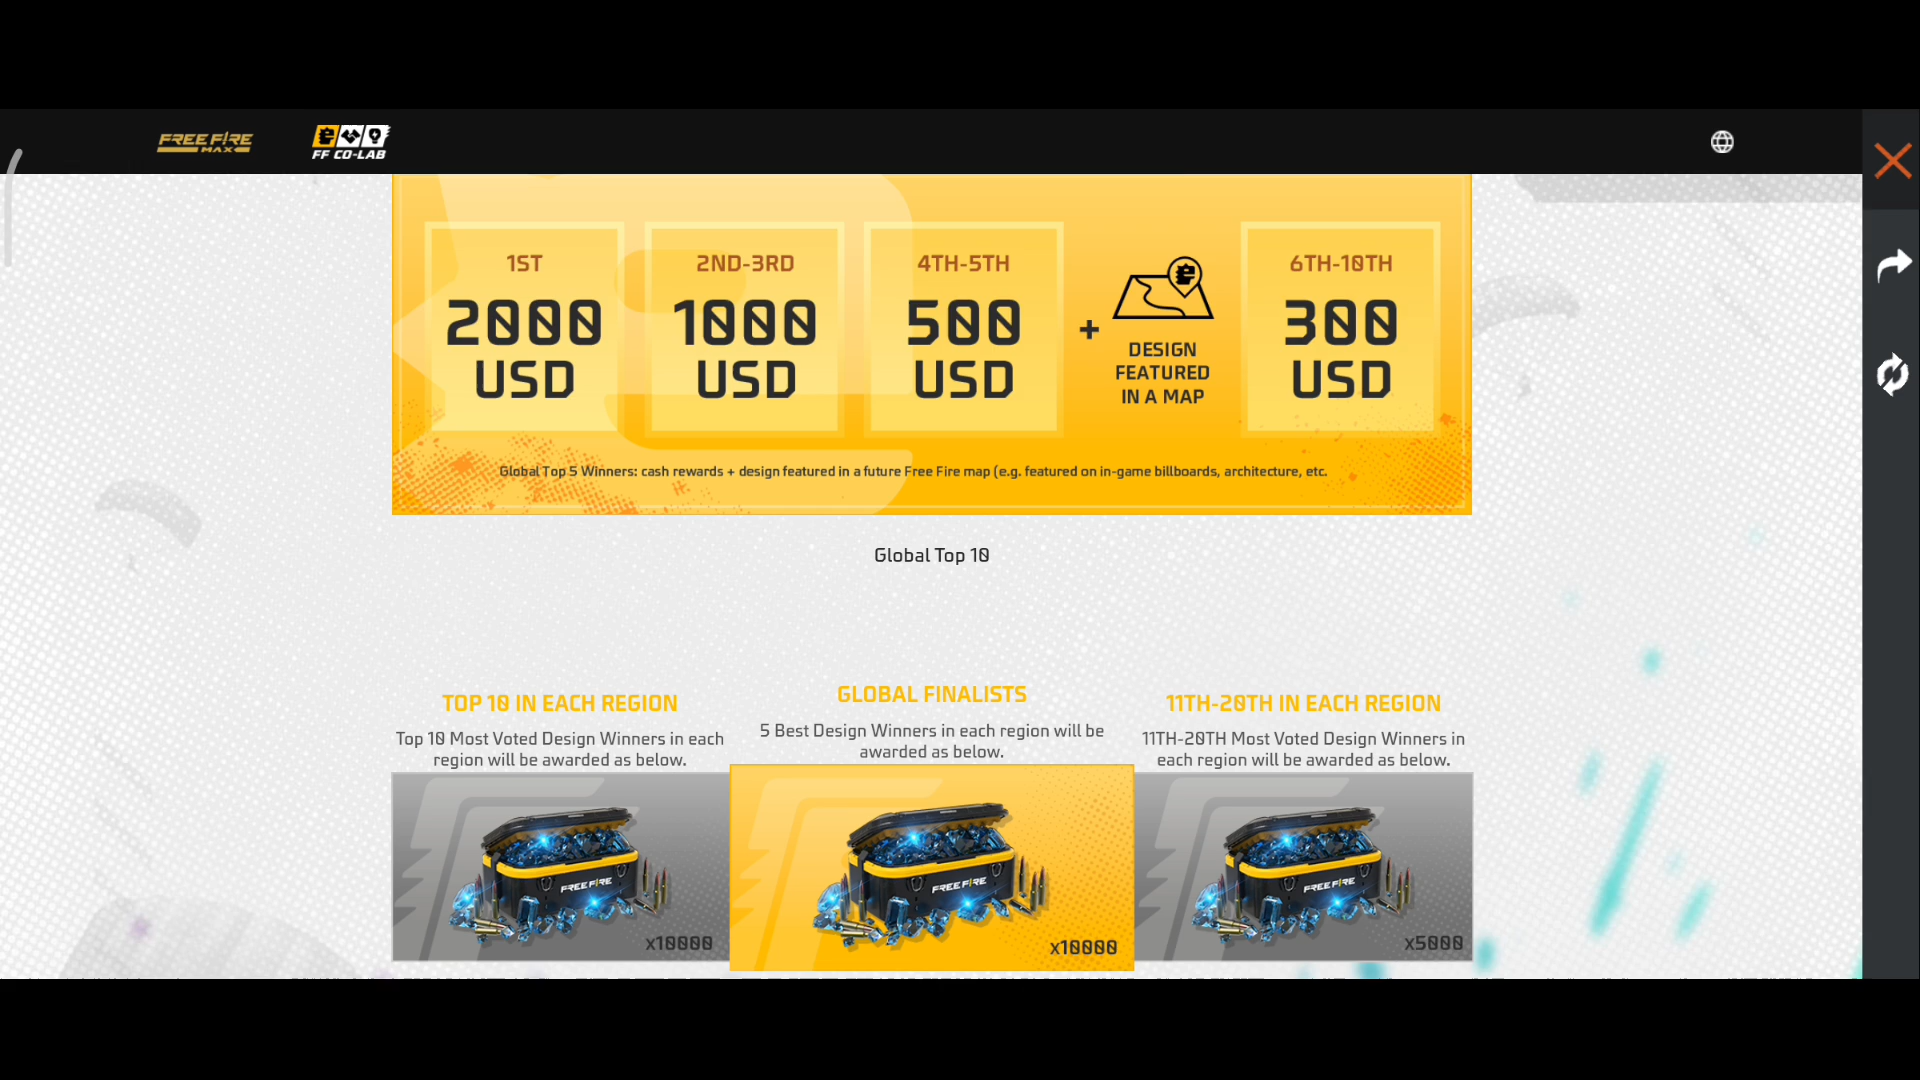 FREE FIRE
MAX
FF CO-LAB
1ST
2000
USD
2ND-3RD
1000
USD
4TH-5TH
500
USD
+
DESIGN
FEATURED
IN A MAP
6TH-10TH
300
USD
Global Top 5 Winners: cash rewards + design featured in a future Free Fire map (e.g. featured on in-game billboards, architecture, etc.
Global Top 10
TOP 10 IN EACH REGION
Top 10 Most Voted Design Winners in each
region will be awarded as below.
FREE FIRE
x10000
GLOBAL FINALISTS
5 Best Design Winners in each region will be
awarded as below.
FREE FIRE
x10000
11TH-20TH IN EACH REGION
11TH-20TH Most Voted Design Winners in
each region will be awarded as below.
FREE FIRE
x5000